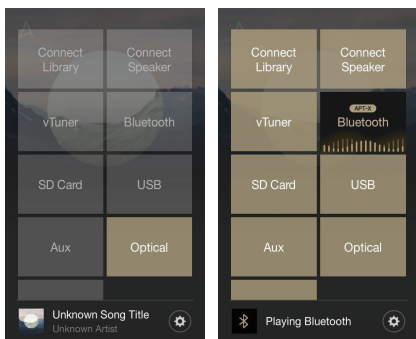 Connect Library
Connect Speaker
vTuner
Bluetooth
SD Card
USB
Aux
Optical
Unknown Song Title
Unknown Artist
Connect Library
Connect Speaker
vTuner
APT-X
Bluetooth
SD Card
USB
Aux
Optical
Playing Bluetooth